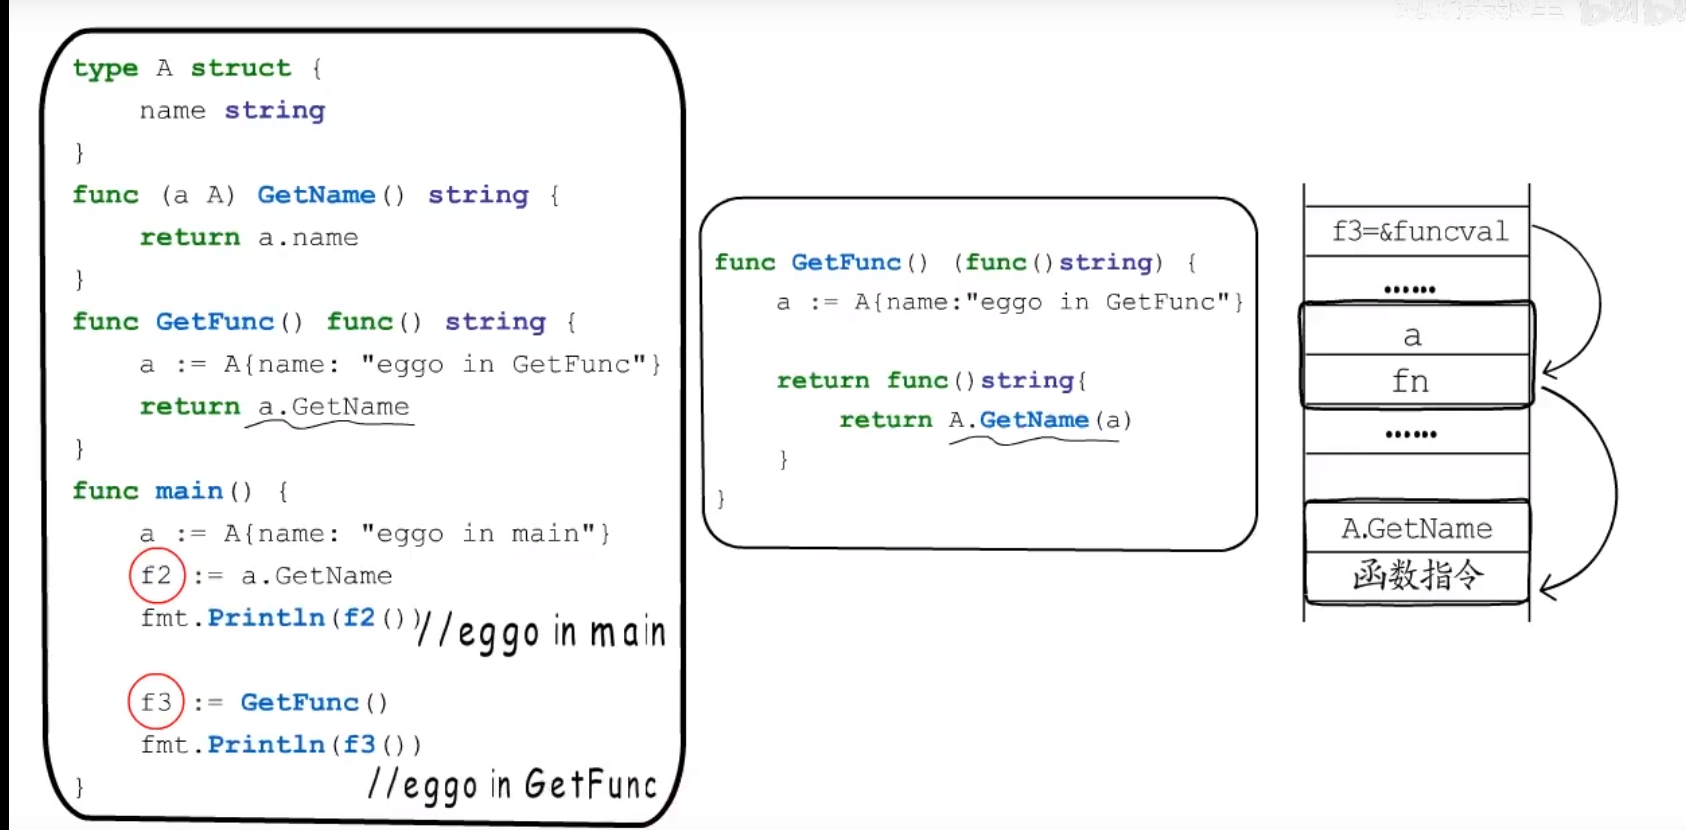 type A struct {
name string
}
func (a A) GetName() string {
return a.name
}
func GetFunc() func() string {
a := A{name: "eggo in GetFunc"}
return a.GetName
}
func main() {
a := A{name: "eggo in main"}
f2 := a.GetName
fmt.Println(f2()) //eggo in main
f3 := GetFunc()
fmt.Println(f3())
//eggo in GetFunc
}
func GetFunc() (func()string) {
a := A{name:"eggo in GetFunc"}
return func()string{
return A.GetName(a)
}
}
f3=&funcval
......
a
fn
......
A.GetName
函数指令